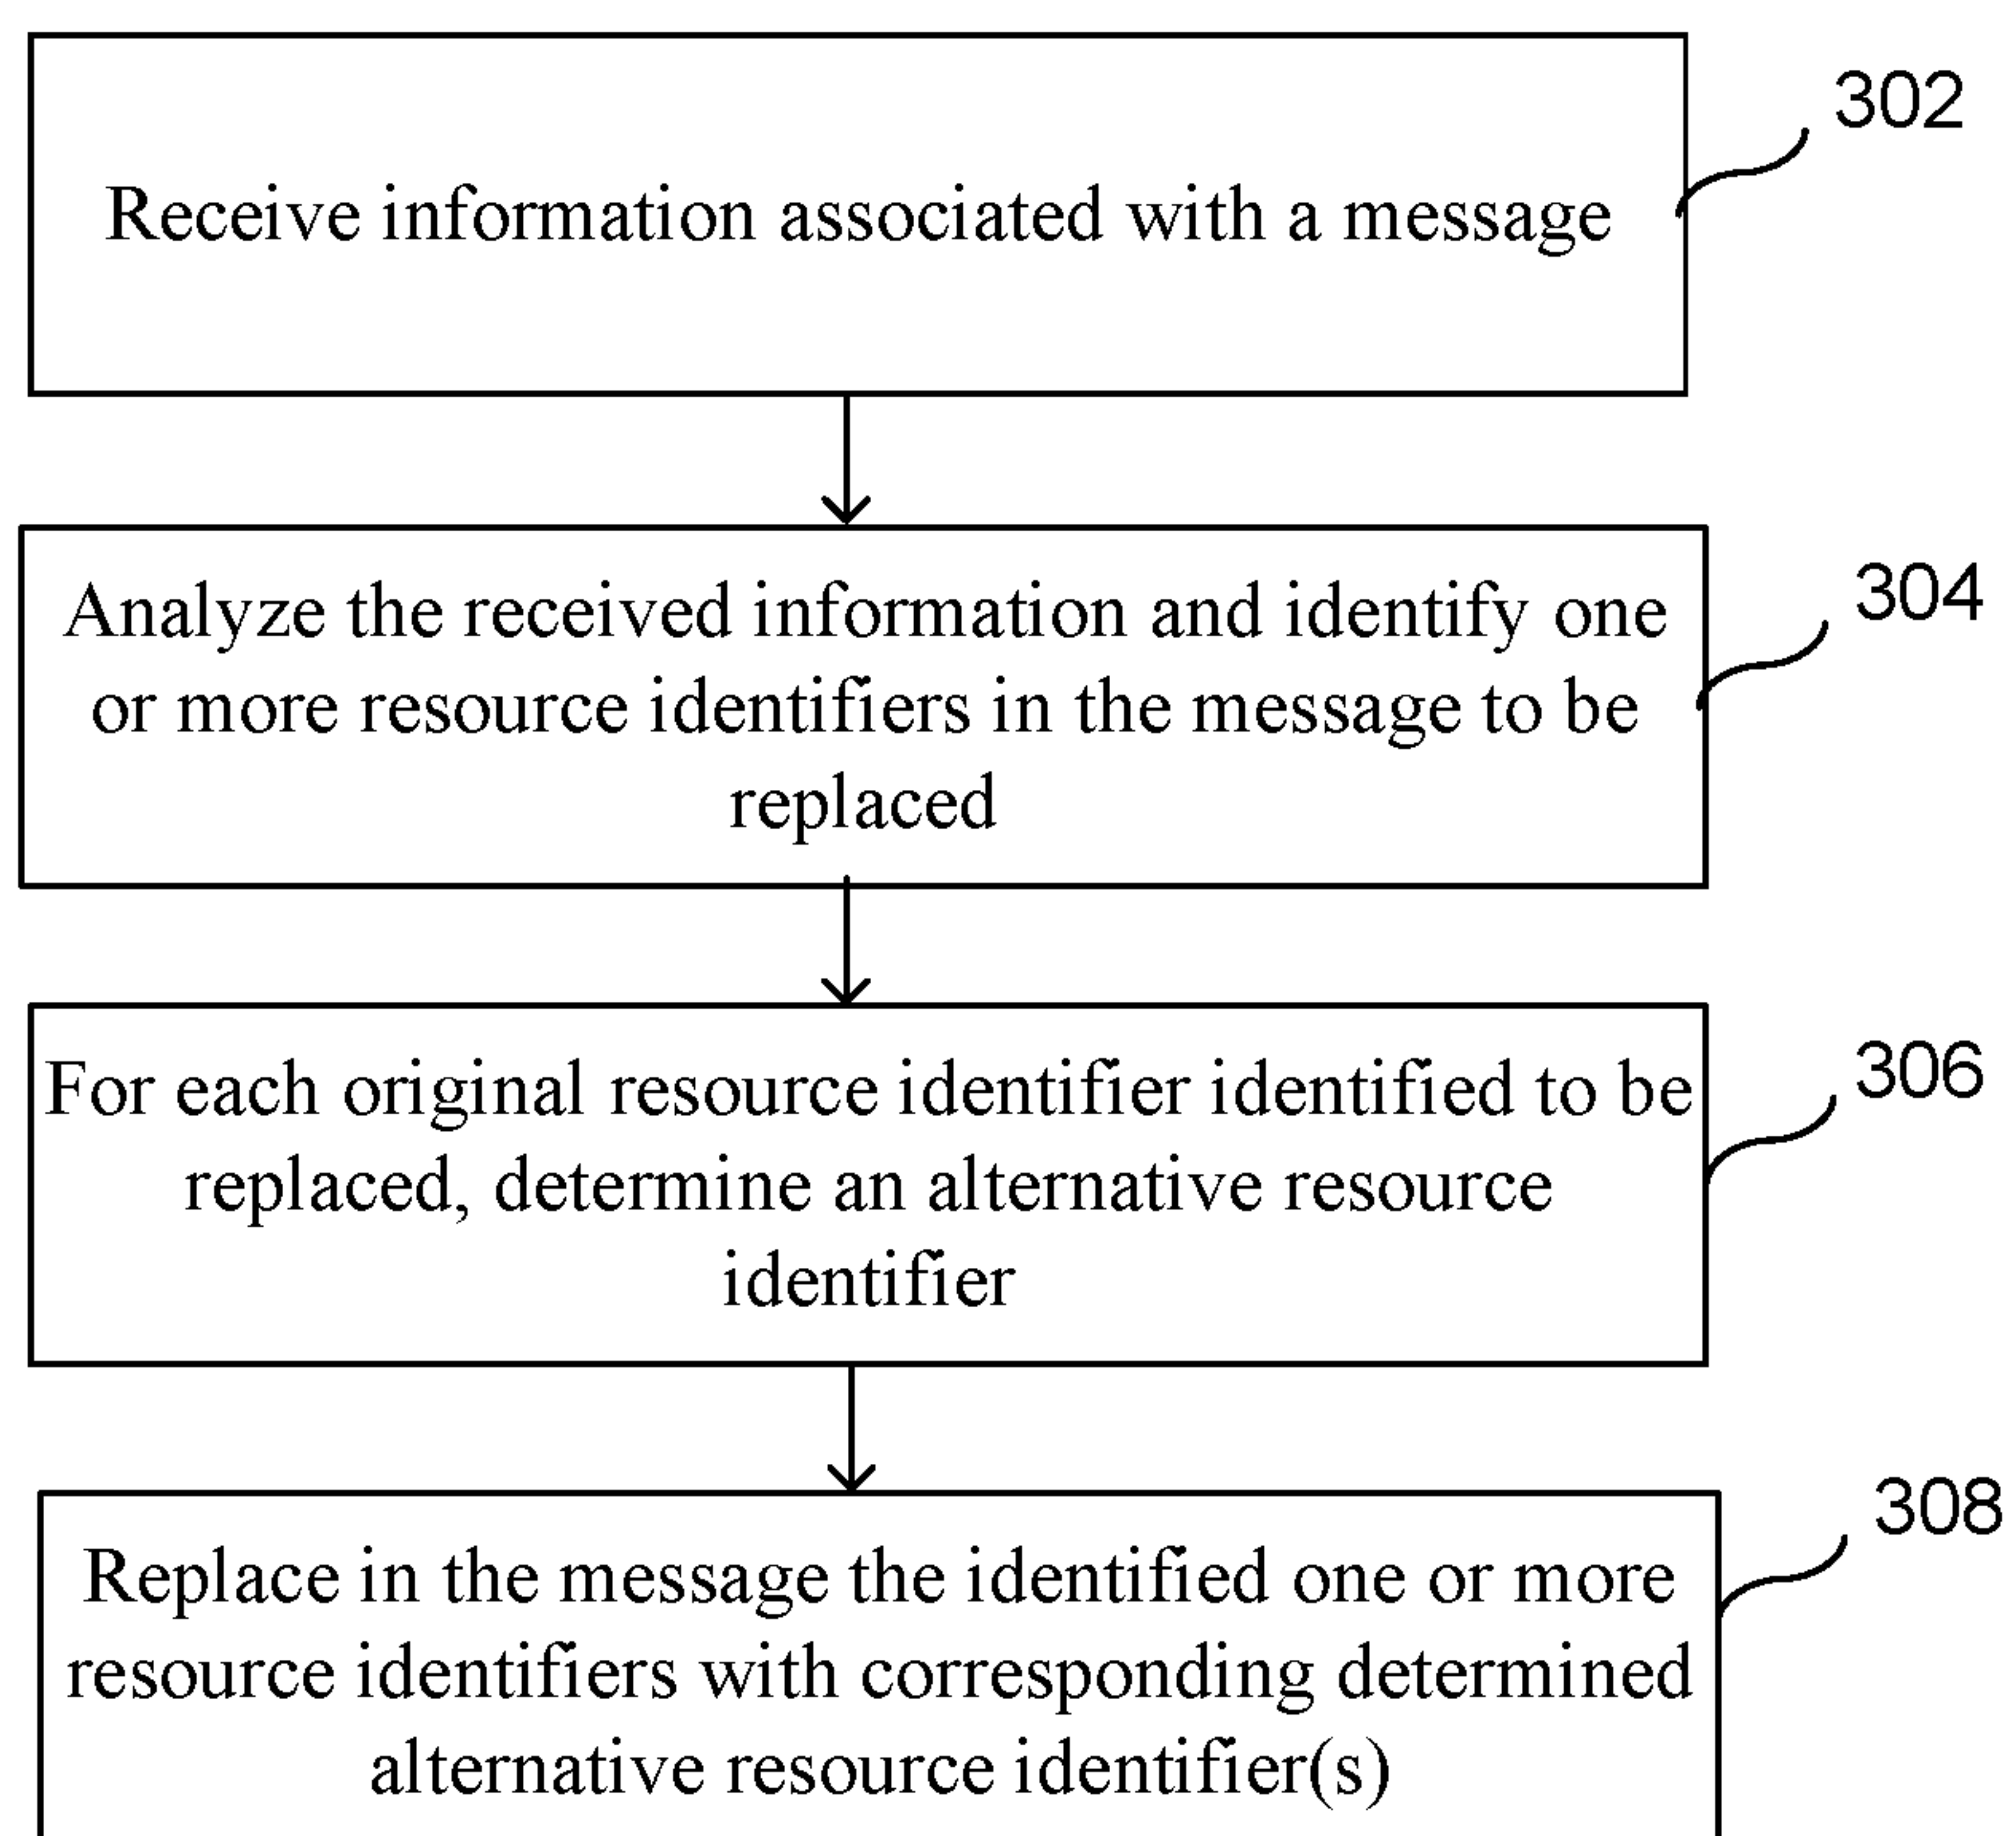 302
Receive information associated with a message
304
Analyze the received information and identify one
or more resource identifiers in the message to be
replaced
306
For each original resource identifier identified to be
replaced, determine an alternative resource
identifier
308
Replace in the message the identified one or more
resource identifiers with corresponding determined
alternative resource identifier(s)